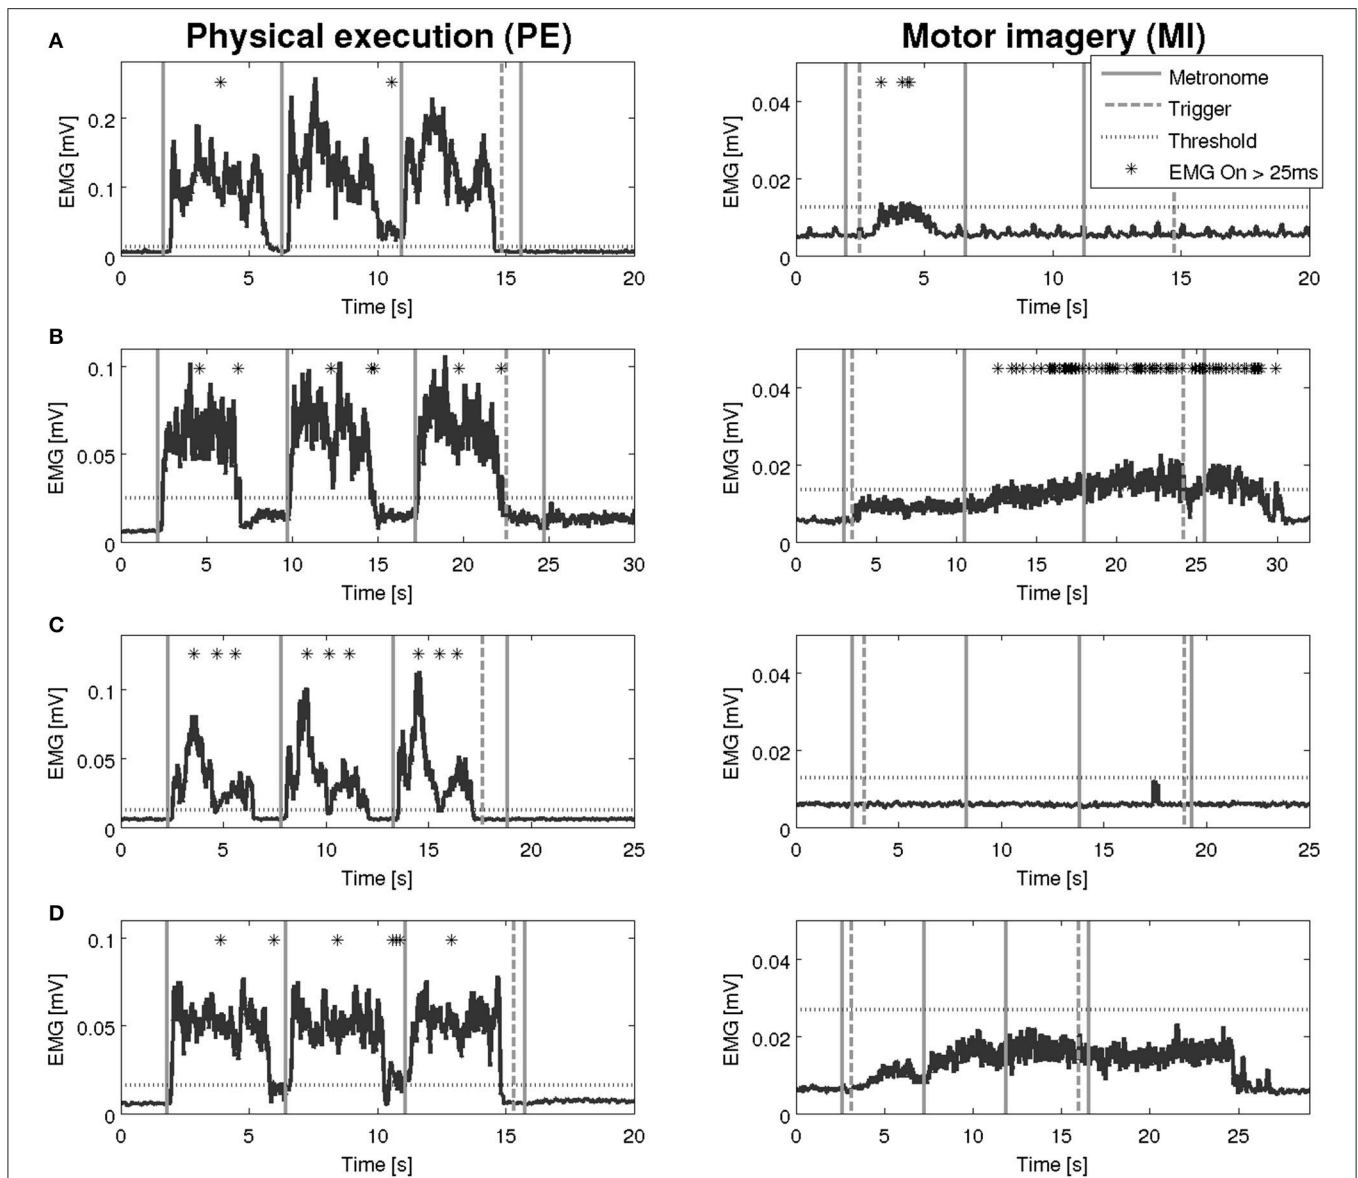 A
Physical execution (PE)
Motor imagery (MI)
EMG [mV]
0.2
0.1
0
0 5 10 15 20
Time [s]
EMG [mV]
0.04
0.02
0
0 5 10 15 20
Time [s]
Metronome
Trigger
Threshold
EMG On > 25ms
B
EMG [mV]
0.1
0.05
0
0 5 10 15 20 25 30
Time [s]
EMG [mV]
0.04
0.02
0
0 5 10 15 20 25 30
Time [s]
C
EMG [mV]
0.1
0.05
0
0 5 10 15 20 25
Time [s]
EMG [mV]
0.04
0.02
0
0 5 10 15 20 25
Time [s]
D
EMG [mV]
0.1
0.05
0
0 5 10 15 20
Time [s]
EMG [mV]
0.04
0.02
0
0 5 10 15 20 25
Time [s]